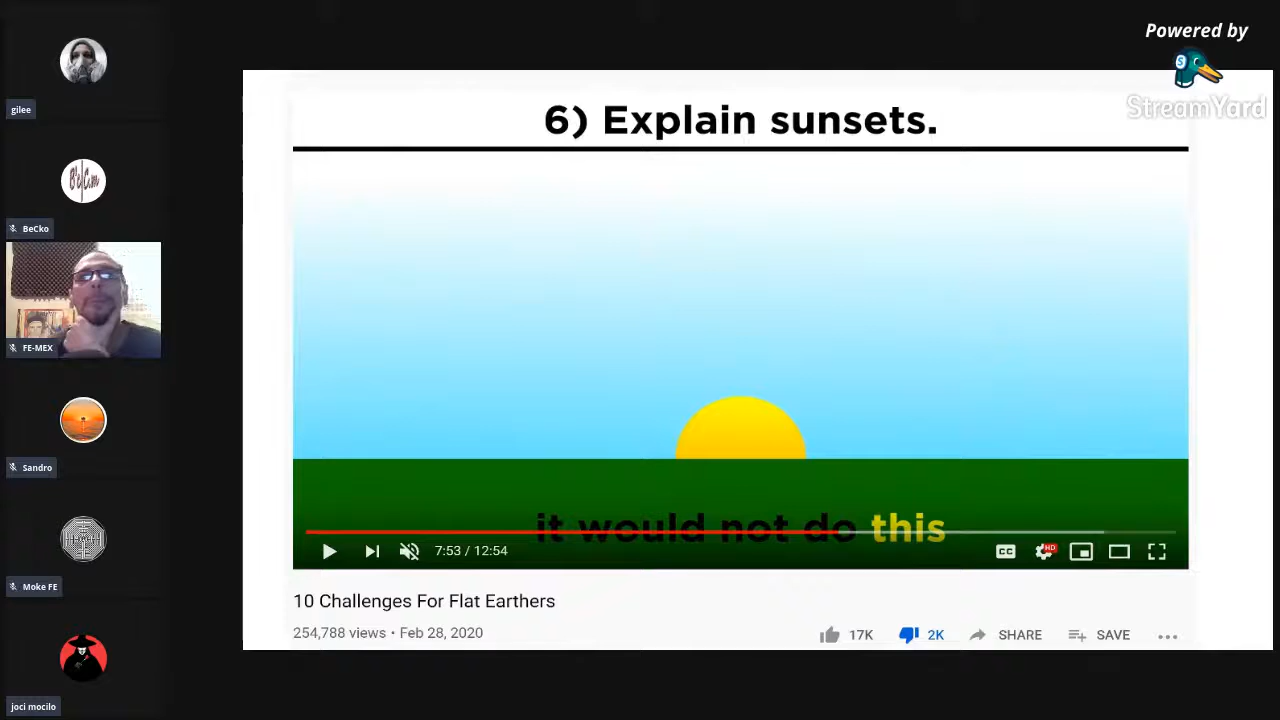 Powered by
StreamYard
gilee
BeCko
FE-MEX
Sandro
Moke FE
joci mocilo
6) Explain sunsets.
it would not do this
7:53 / 12:54
CC
HD
10 Challenges For Flat Earthers
254,788 views • Feb 28, 2020
17K
2K
SHARE
SAVE